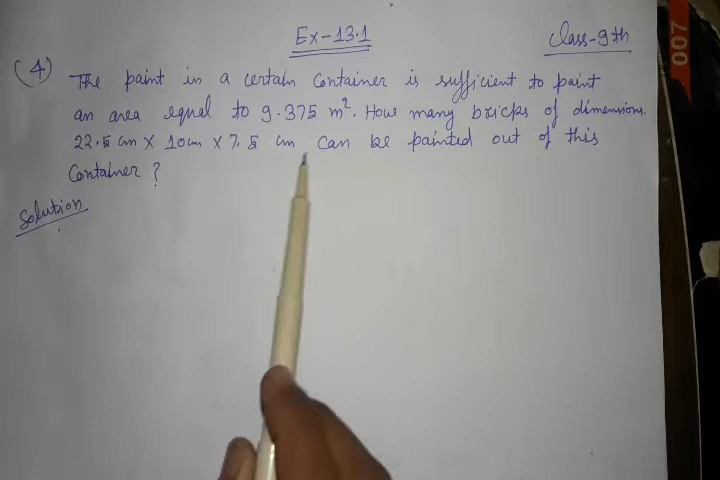 Ex-13.1
Class-9th
(4) The paint in a certain Container is sufficient to paint
an area equal to 9.375 m². How many bricks of dimensions.
22.5 cm X 10cm X 7.5 cm can be painted out of this
Container?
Solution
007